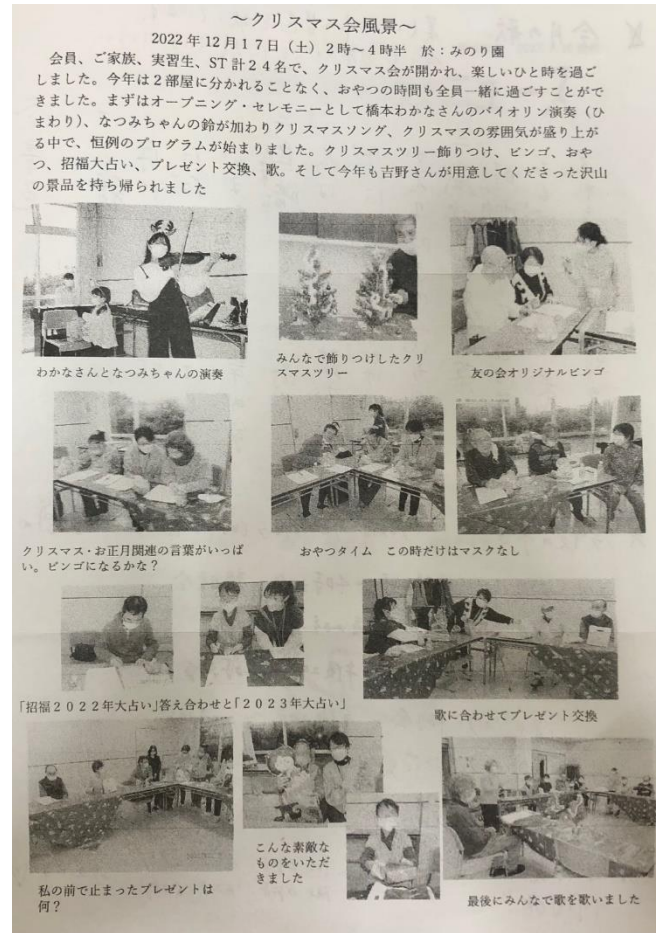 ～クリスマス会風景～
2022年12月17日（土）2時～4時半　於：みのり園
会員、ご家族、実習生、ST計24名で、クリスマス会が開かれ、楽しいひと時を過ご
しました。今年は2部屋に分かれることなく、おやつの時間も全員一緒に過ごすことがで
きました。まずはオープニング・セレモニーとして橋本わかなさんのバイオリン演奏（ひ
まわり）、なつみちゃんの鈴が加わりクリスマスソング、クリスマスの雰囲気が盛り上が
る中で、恒例のプログラムが始まりました。クリスマスツリー飾りつけ、ビンゴ、おや
つ、招福大占い、プレゼント交換、歌。そして今年も吉野さんが用意してくださった沢山
の景品を持ち帰られました
わかなさんとなつみちゃんの演奏
みんなで飾りつけしたクリ
スマスツリー
友の会オリジナルビンゴ
クリスマス・お正月関連の言葉がいっぱ
い。ビンゴになるかな？
おやつタイム　この時だけはマスクなし
「招福2022年大占い」答え合わせと「2023年大占い」
歌に合わせてプレゼント交換
私の前で止まったプレゼントは
何？
こんな素敵な
ものをいただ
きました
最後にみんなで歌を歌いました